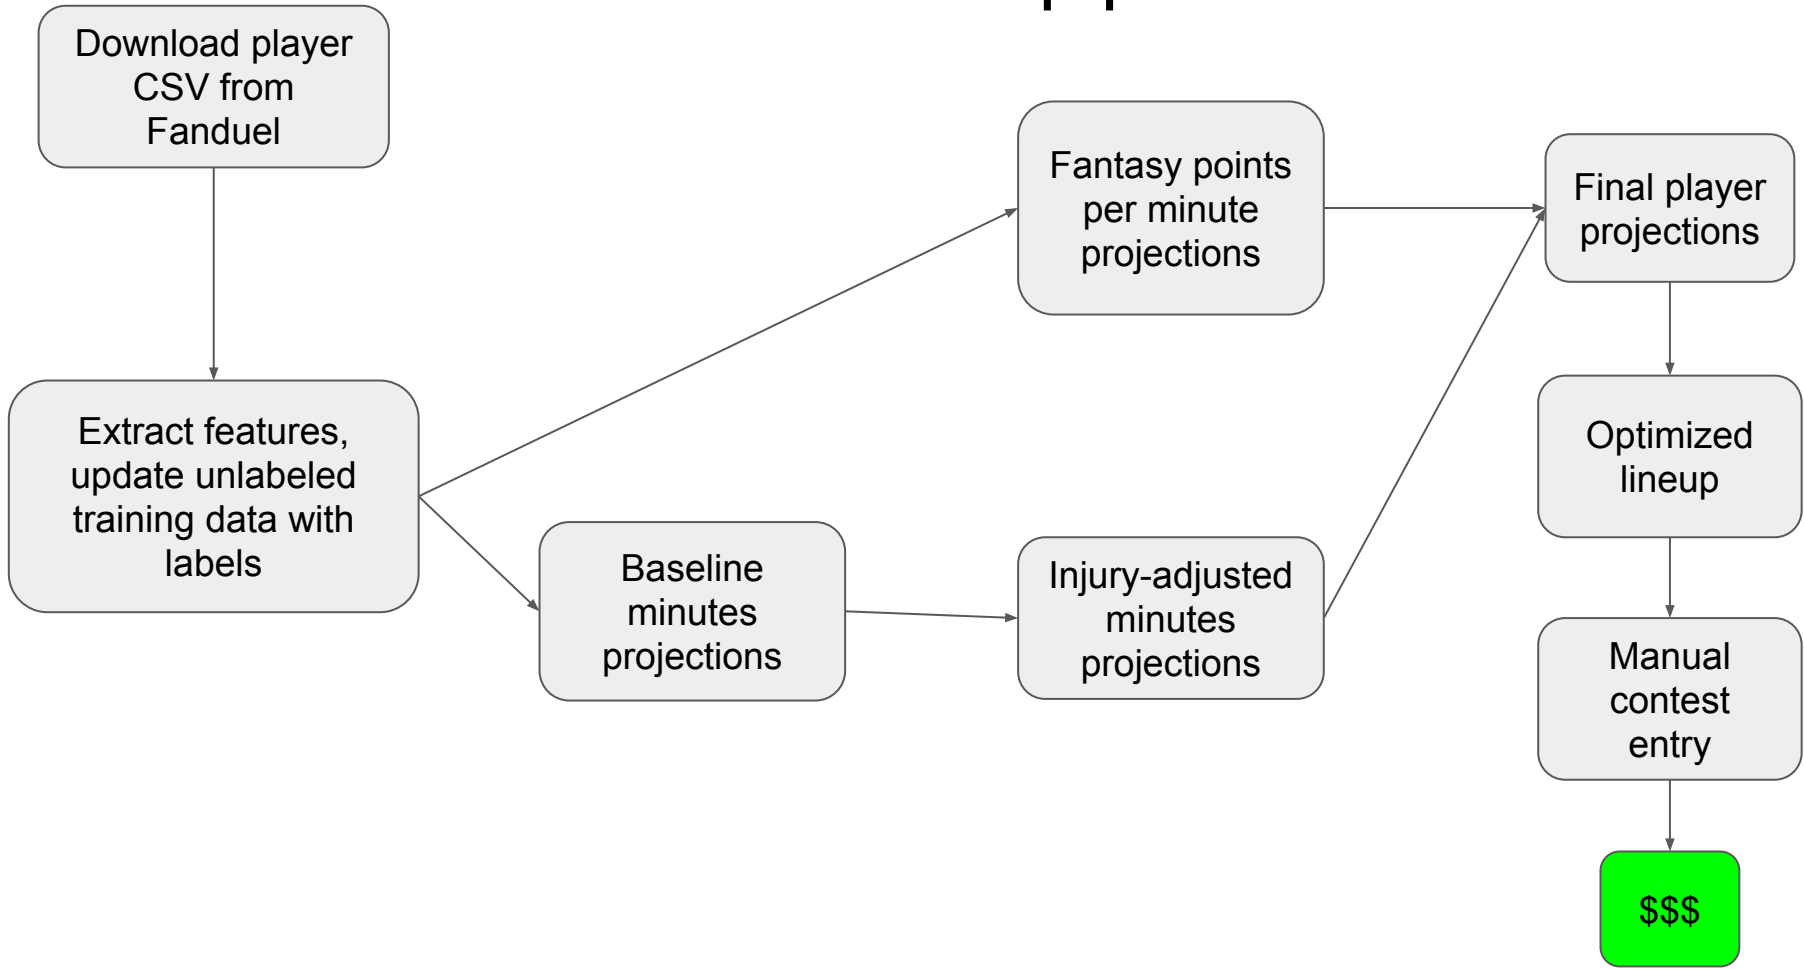 Download player
CSV from
Fanduel
Extract features,
update unlabeled
training data with
labels
Baseline
minutes
projections
Fantasy points
per minute
projections
Injury-adjusted
minutes
projections
Final player
projections
Optimized
lineup
Manual
contest
entry
$$$